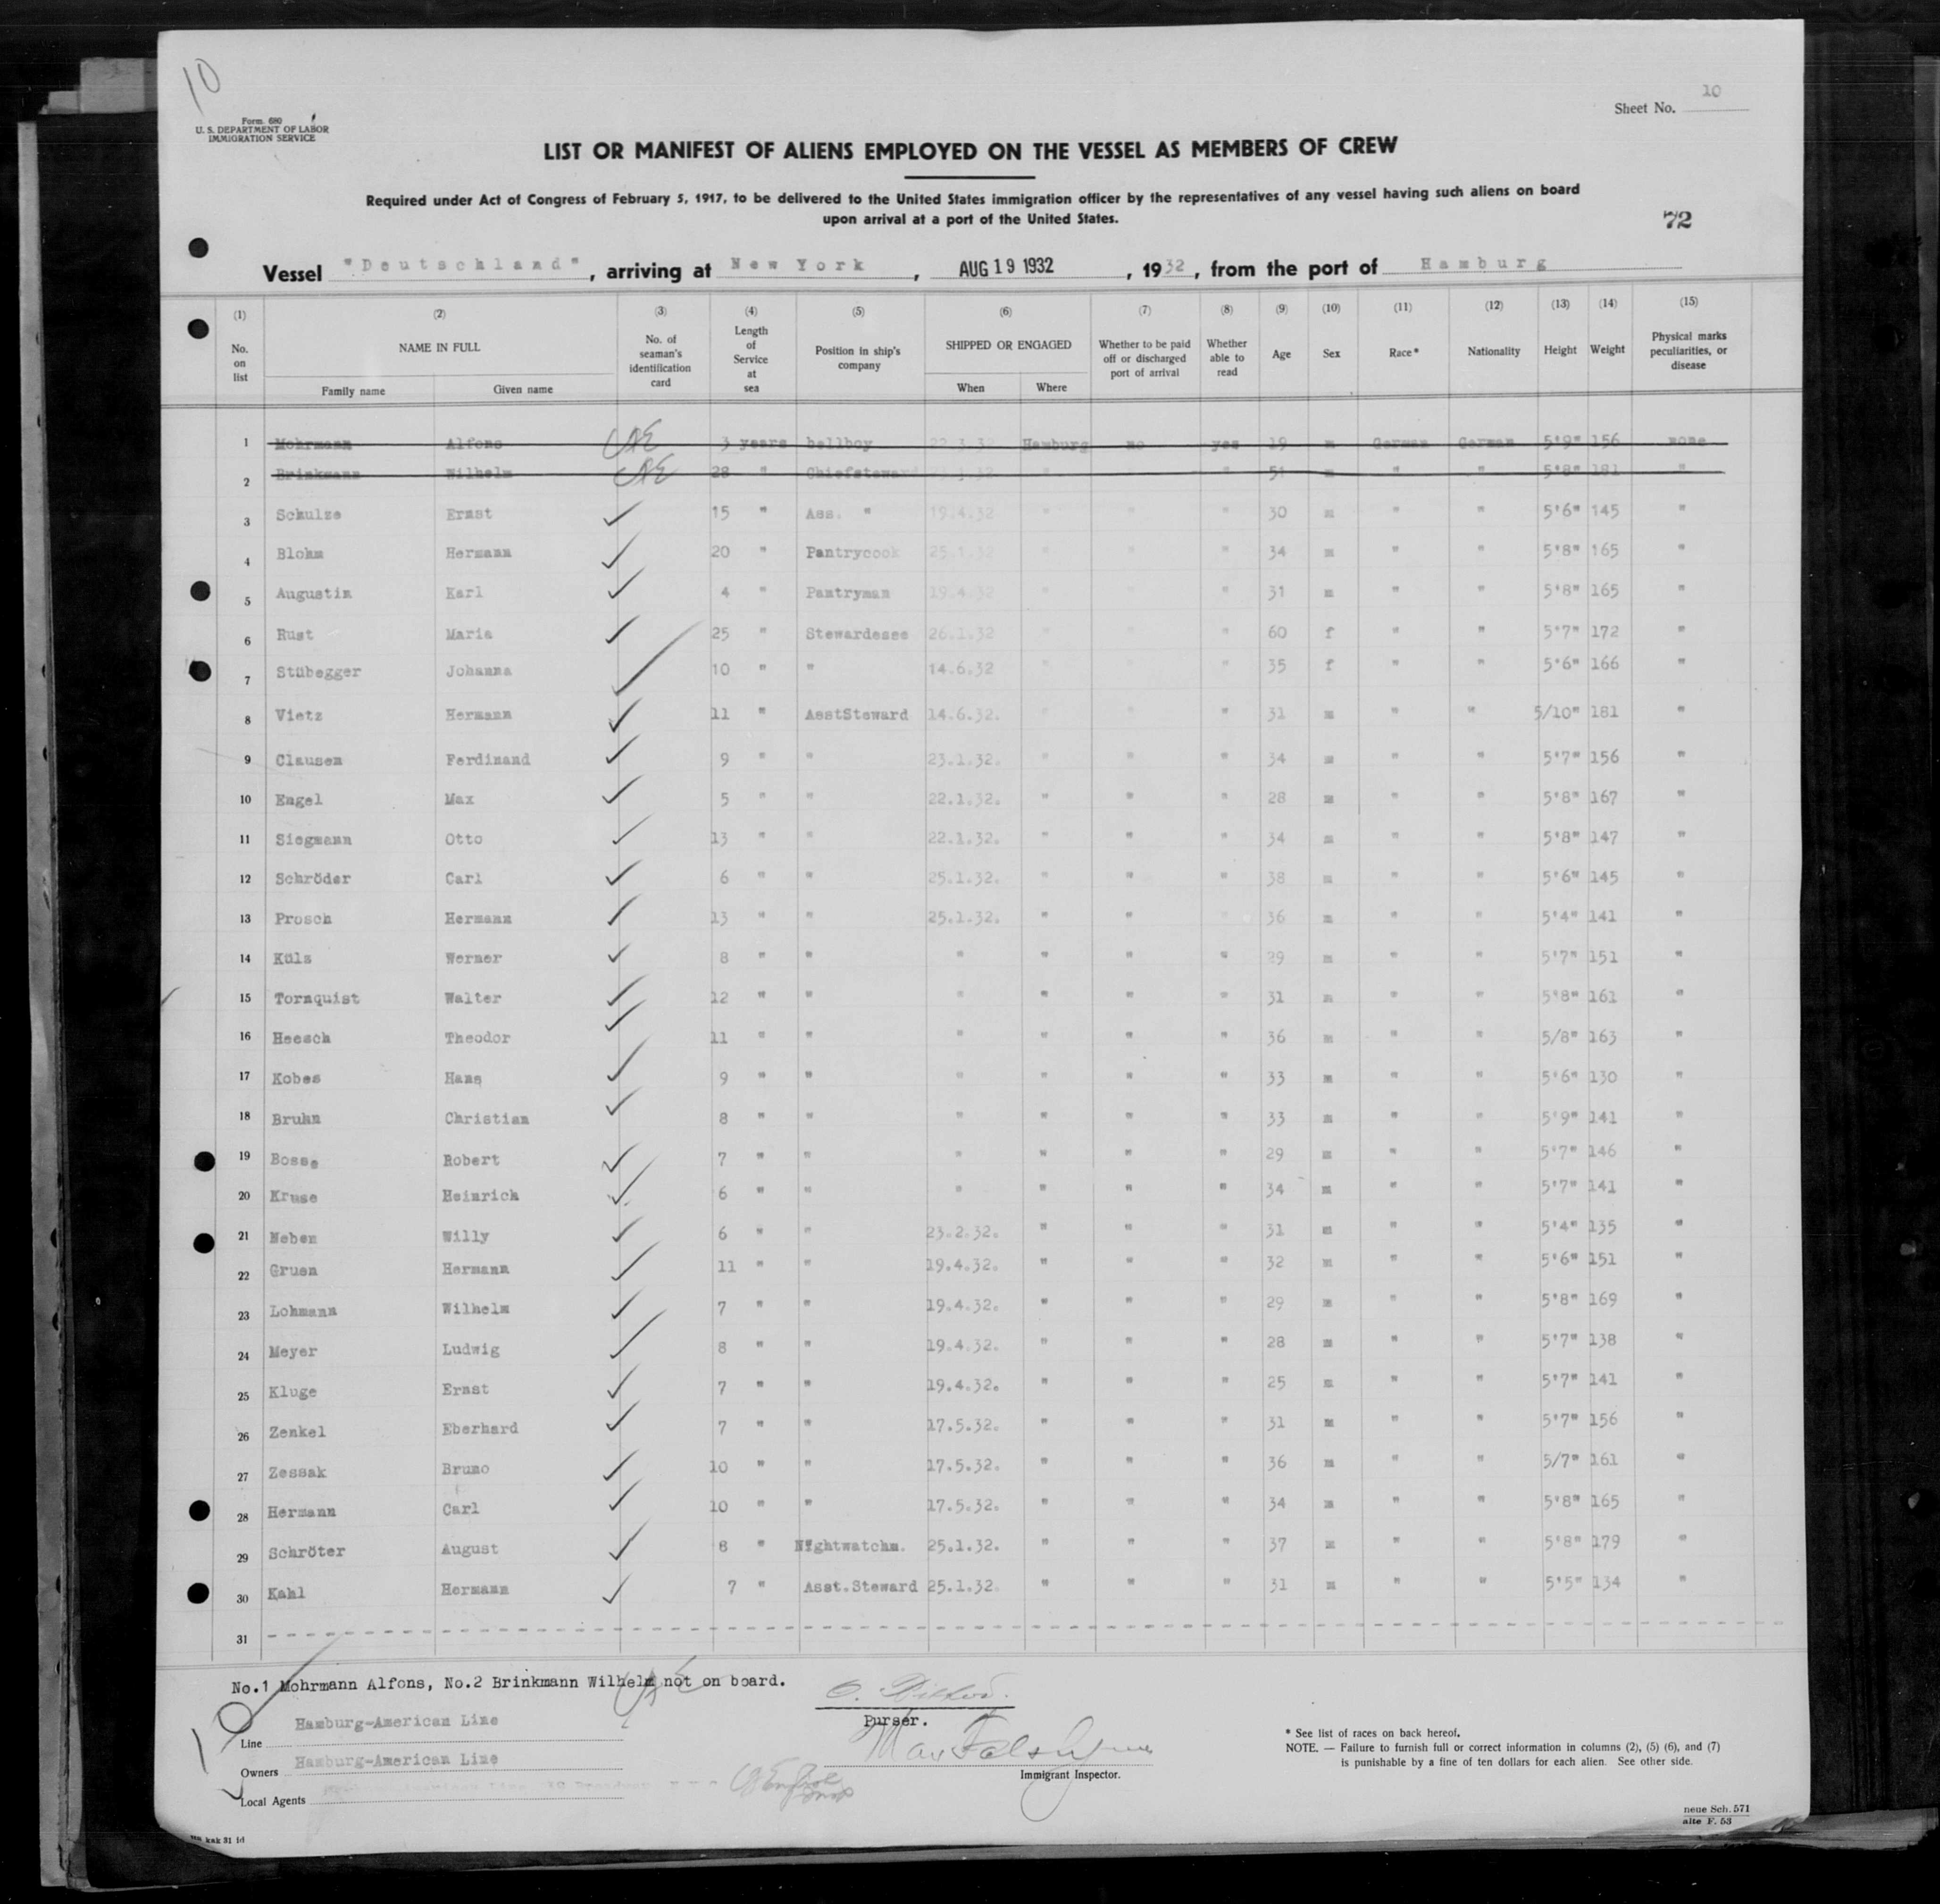 10
Form 680
U. S. DEPARTMENT OF LABOR
IMMIGRATION SERVICE
Sheet No. 10
LIST OR MANIFEST OF ALIENS EMPLOYED ON THE VESSEL AS MEMBERS OF CREW
Required under Act of Congress of February 5, 1917, to be delivered to the United States immigration officer by the representatives of any vessel having such aliens on board
upon arrival at a port of the United States.
72
Vessel "Deutschland", arriving at New York, AUG 19 1932, 1932, from the port of Hamburg
(1) (2) (3) (4) (5) (6) (7) (8) (9) (10) (11) (12) (13) (14) (15)
No. on list NAME IN FULL Family name Given name No. of seaman's identification card Length of Service at sea Position in ship's company SHIPPED OR ENGAGED When Where Whether to be paid off or discharged port of arrival Whether able to read Age Sex Race* Nationality Height Weight Physical marks peculiarities, or disease
1 Mohrmann Alfons 3 years bellboy 22.3.32 Hamburg no yes 19 m German German 5'9" 156 none
2 Brinkmann Wilhelm 28 " Chiefsteward " 51 m " " 5'8" 181 "
3 Schulze Ernst 15 " Ass. " 19.4.32 " " " 30 m " " 5'6" 145 "
4 Blohm Hermann 20 " Pantrycook 25.1.32 " " " 34 m " " 5'8" 165 "
5 Augustin Karl 4 " Pantryman 19.4.32 " " " 31 m " " 5'8" 165 "
6 Rust Maria 25 " Stewardesse 26.1.32 " " " 60 f " " 5'7" 172 "
7 Stübegger Johanna 10 " " 14.6.32 " " " 35 f " " 5'6" 166 "
8 Vietz Hermann 11 " AsstSteward 14.6.32. " " " 31 m " " 5/10" 181 "
9 Clausen Ferdinand 9 " " 23.1.32. " " " 34 m " " 5'7" 156 "
10 Engel Max 5 " " 22.1.32. " " " 28 m " " 5'8" 167 "
11 Siegmann Otto 13 " " 22.1.32. " " " 34 m " " 5'8" 147 "
12 Schröder Carl 6 " " 25.1.32. " " " 38 m " " 5'6" 145 "
13 Prosch Hermann 13 " " 25.1.32. " " 36 m " " 5'4" 141 "
14 Külz Werner 8 " " " " " " 29 m " " 5'7" 151 "
15 Tornquist Walter 12 " " " " " " 31 m " " 5'8" 161 "
16 Heesch Theodor 11 " " " " " " 36 m " " 5/8" 163 "
17 Kobes Hans 9 " " " " " " 33 m " " 5'6" 130 "
18 Bruhn Christian 8 " " " " " " 33 m " " 5'9" 141 "
19 Bosse Robert 7 " " " " " " 29 m " " 5'7" 146 "
20 Kruse Heinrich 6 " " " " " " 34 m " " 5'7" 141 "
21 Neben Willy 6 " " 23.2.32. " " " 31 m " " 5'4" 135 "
22 Gruen Hermann 11 " " 19.4.32. " " " 32 m " " 5'6" 151 "
23 Lohmann Wilhelm 7 " " 19.4.32. " " " 29 m " " 5'8" 169 "
24 Meyer Ludwig 8 " " 19.4.32. " " " 28 m " " 5'7" 138 "
25 Kluge Ernst 7 " " 19.4.32. " " " 25 m " " 5'7" 141 "
26 Zenkel Eberhard 7 " " 17.5.32. " " " 31 m " " 5'7" 156 "
27 Zessak Bruno 10 " " 17.5.32. " " " 36 m " " 5/7" 161 "
28 Hermann Carl 10 " " 17.5.32. " " " 34 m " " 5'8" 165 "
29 Schröter August 8 " Nightwatchm. 25.1.32. " " " 37 m " " 5'8" 179 "
30 Kahl Hermann 7 " Asst.Steward 25.1.32. " " " 31 m " " 5'5" 134 "
31
No.1 Mohrmann Alfons, No.2 Brinkmann Wilhelm not on board.
Purser.
Line Hamburg-American Line
Owners Hamburg-American Line
Local Agents
Immigrant Inspector.
* See list of races on back hereof.
NOTE. — Failure to furnish full or correct information in columns (2), (5) (6), and (7)
is punishable by a fine of ten dollars for each alien. See other side.
neue Sch. 571
alte F. 53